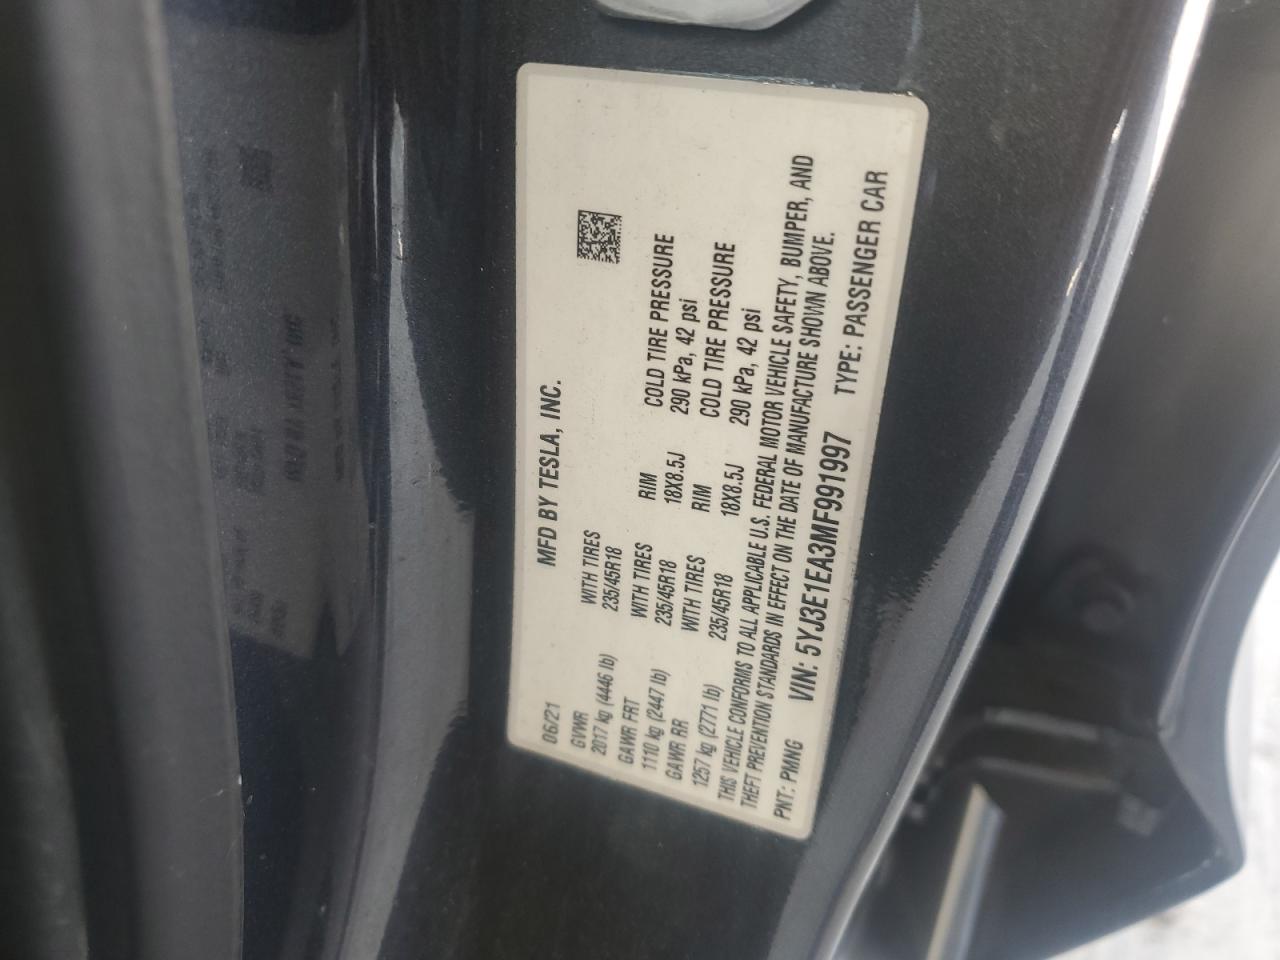 MFD BY TESLA, INC.
06/21
GVWR
2017 kg (4446 lb)
WITH TIRES
235/45R18
GAWR FRT
1110 kg (2447 lb)
WITH TIRES
235/45R18
RIM
18X8.5J
COLD TIRE PRESSURE
290 kPa, 42 psi
GAWR RR
1257 kg (2771 lb)
WITH TIRES
235/45R18
RIM
18X8.5J
COLD TIRE PRESSURE
290 kPa, 42 psi
THIS VEHICLE CONFORMS TO ALL APPLICABLE U.S. FEDERAL MOTOR VEHICLE SAFETY, BUMPER, AND
THEFT PREVENTION STANDARDS IN EFFECT ON THE DATE OF MANUFACTURE SHOWN ABOVE.
PNT: PMNG
VIN: 5YJ3E1EA3MF991997
TYPE: PASSENGER CAR